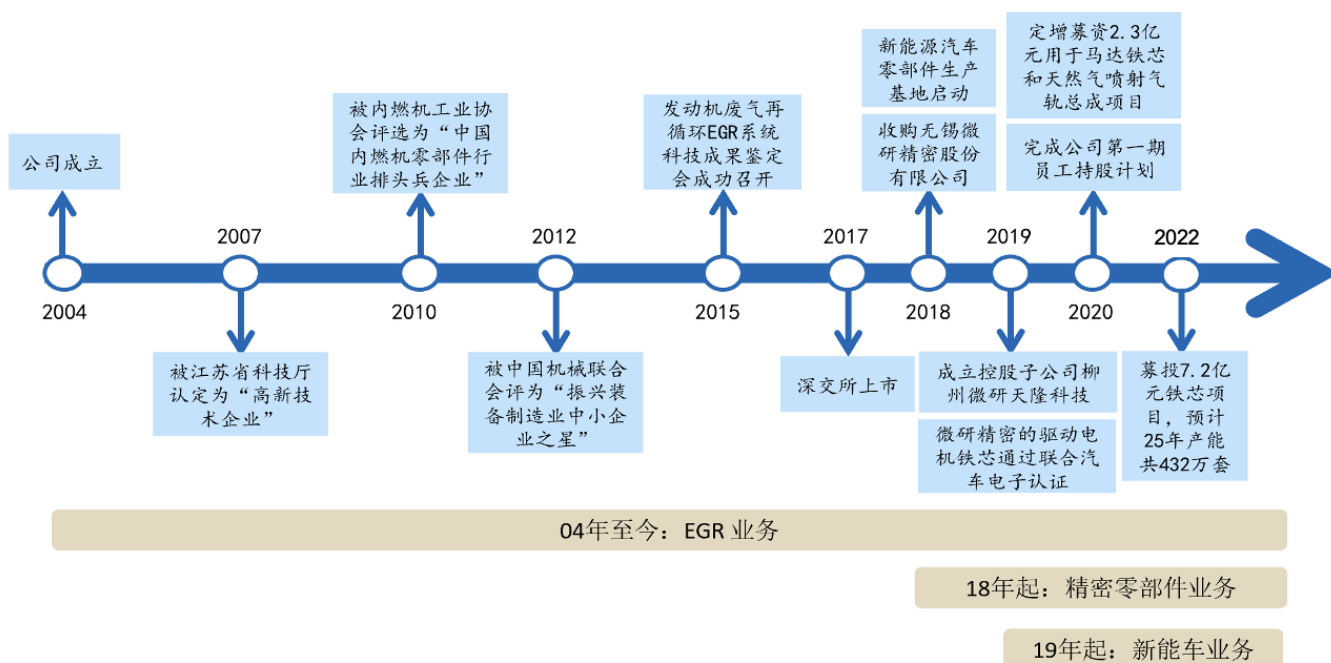 公司成立
被内燃机工业协
会评选为“中国
内燃机零部件行
业排头兵企业”
发动机废气再
循环EGR系统
科技成果鉴定
会成功召开
新能源汽车
零部件生产
基地启动
收购无锡微
研精密股份
有限公司
定增募资2.3亿
元用于马达铁芯
和天然气喷射气
轨总成项目
完成公司第一期
员工持股计划
2007
2012
2017
2019
2022
2004
2010
2015
2018
2020
被江苏省科技厅
认定为“高新技
术企业”
被中国机械联合
会评为“振兴装
备制造业中小企
业之星”
深交所上市
成立控股子公司柳
州微研天隆科技
微研精密的驱动电
机铁芯通过联合汽
车电子认证
募投7.2亿
元铁芯项
目，预计
25年产能
共432万套
04年至今：EGR 业务
18年起：精密零部件业务
19年起：新能车业务